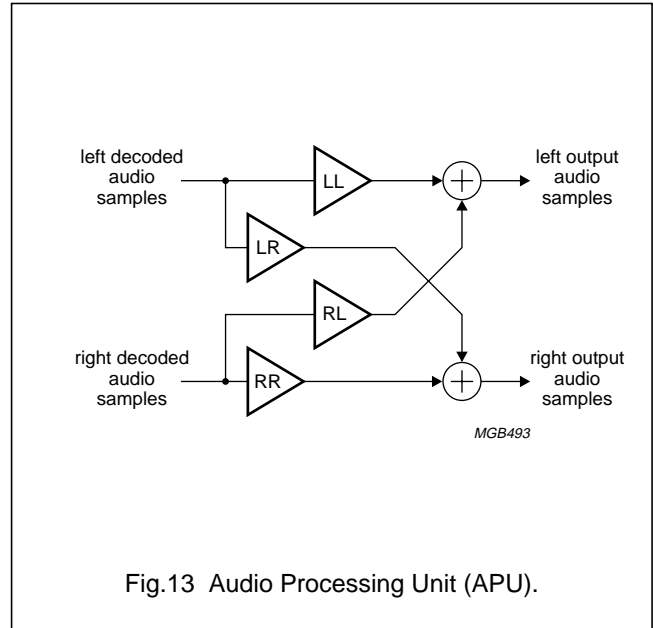 left decoded
audio
samples
LL
left output
audio
samples
LR
RL
right decoded
audio
samples
RR
right output
audio
samples
MGB493
Fig.13 Audio Processing Unit (APU).